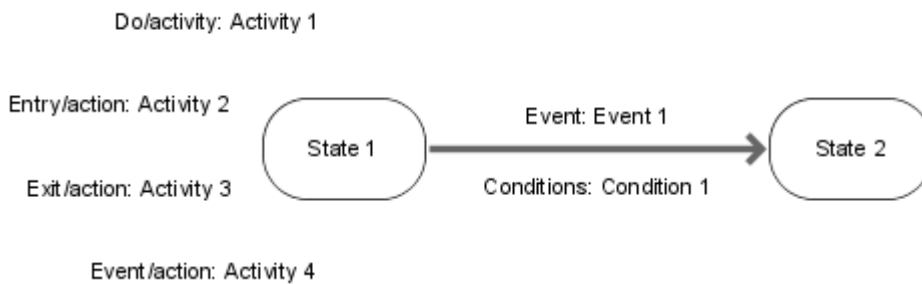 Do/activity: Activity 1
Entry/action: Activity 2
Event: Event 1
State 1
State 2
Exit/action: Activity 3
Conditions: Condition 1
Event/action: Activity 4